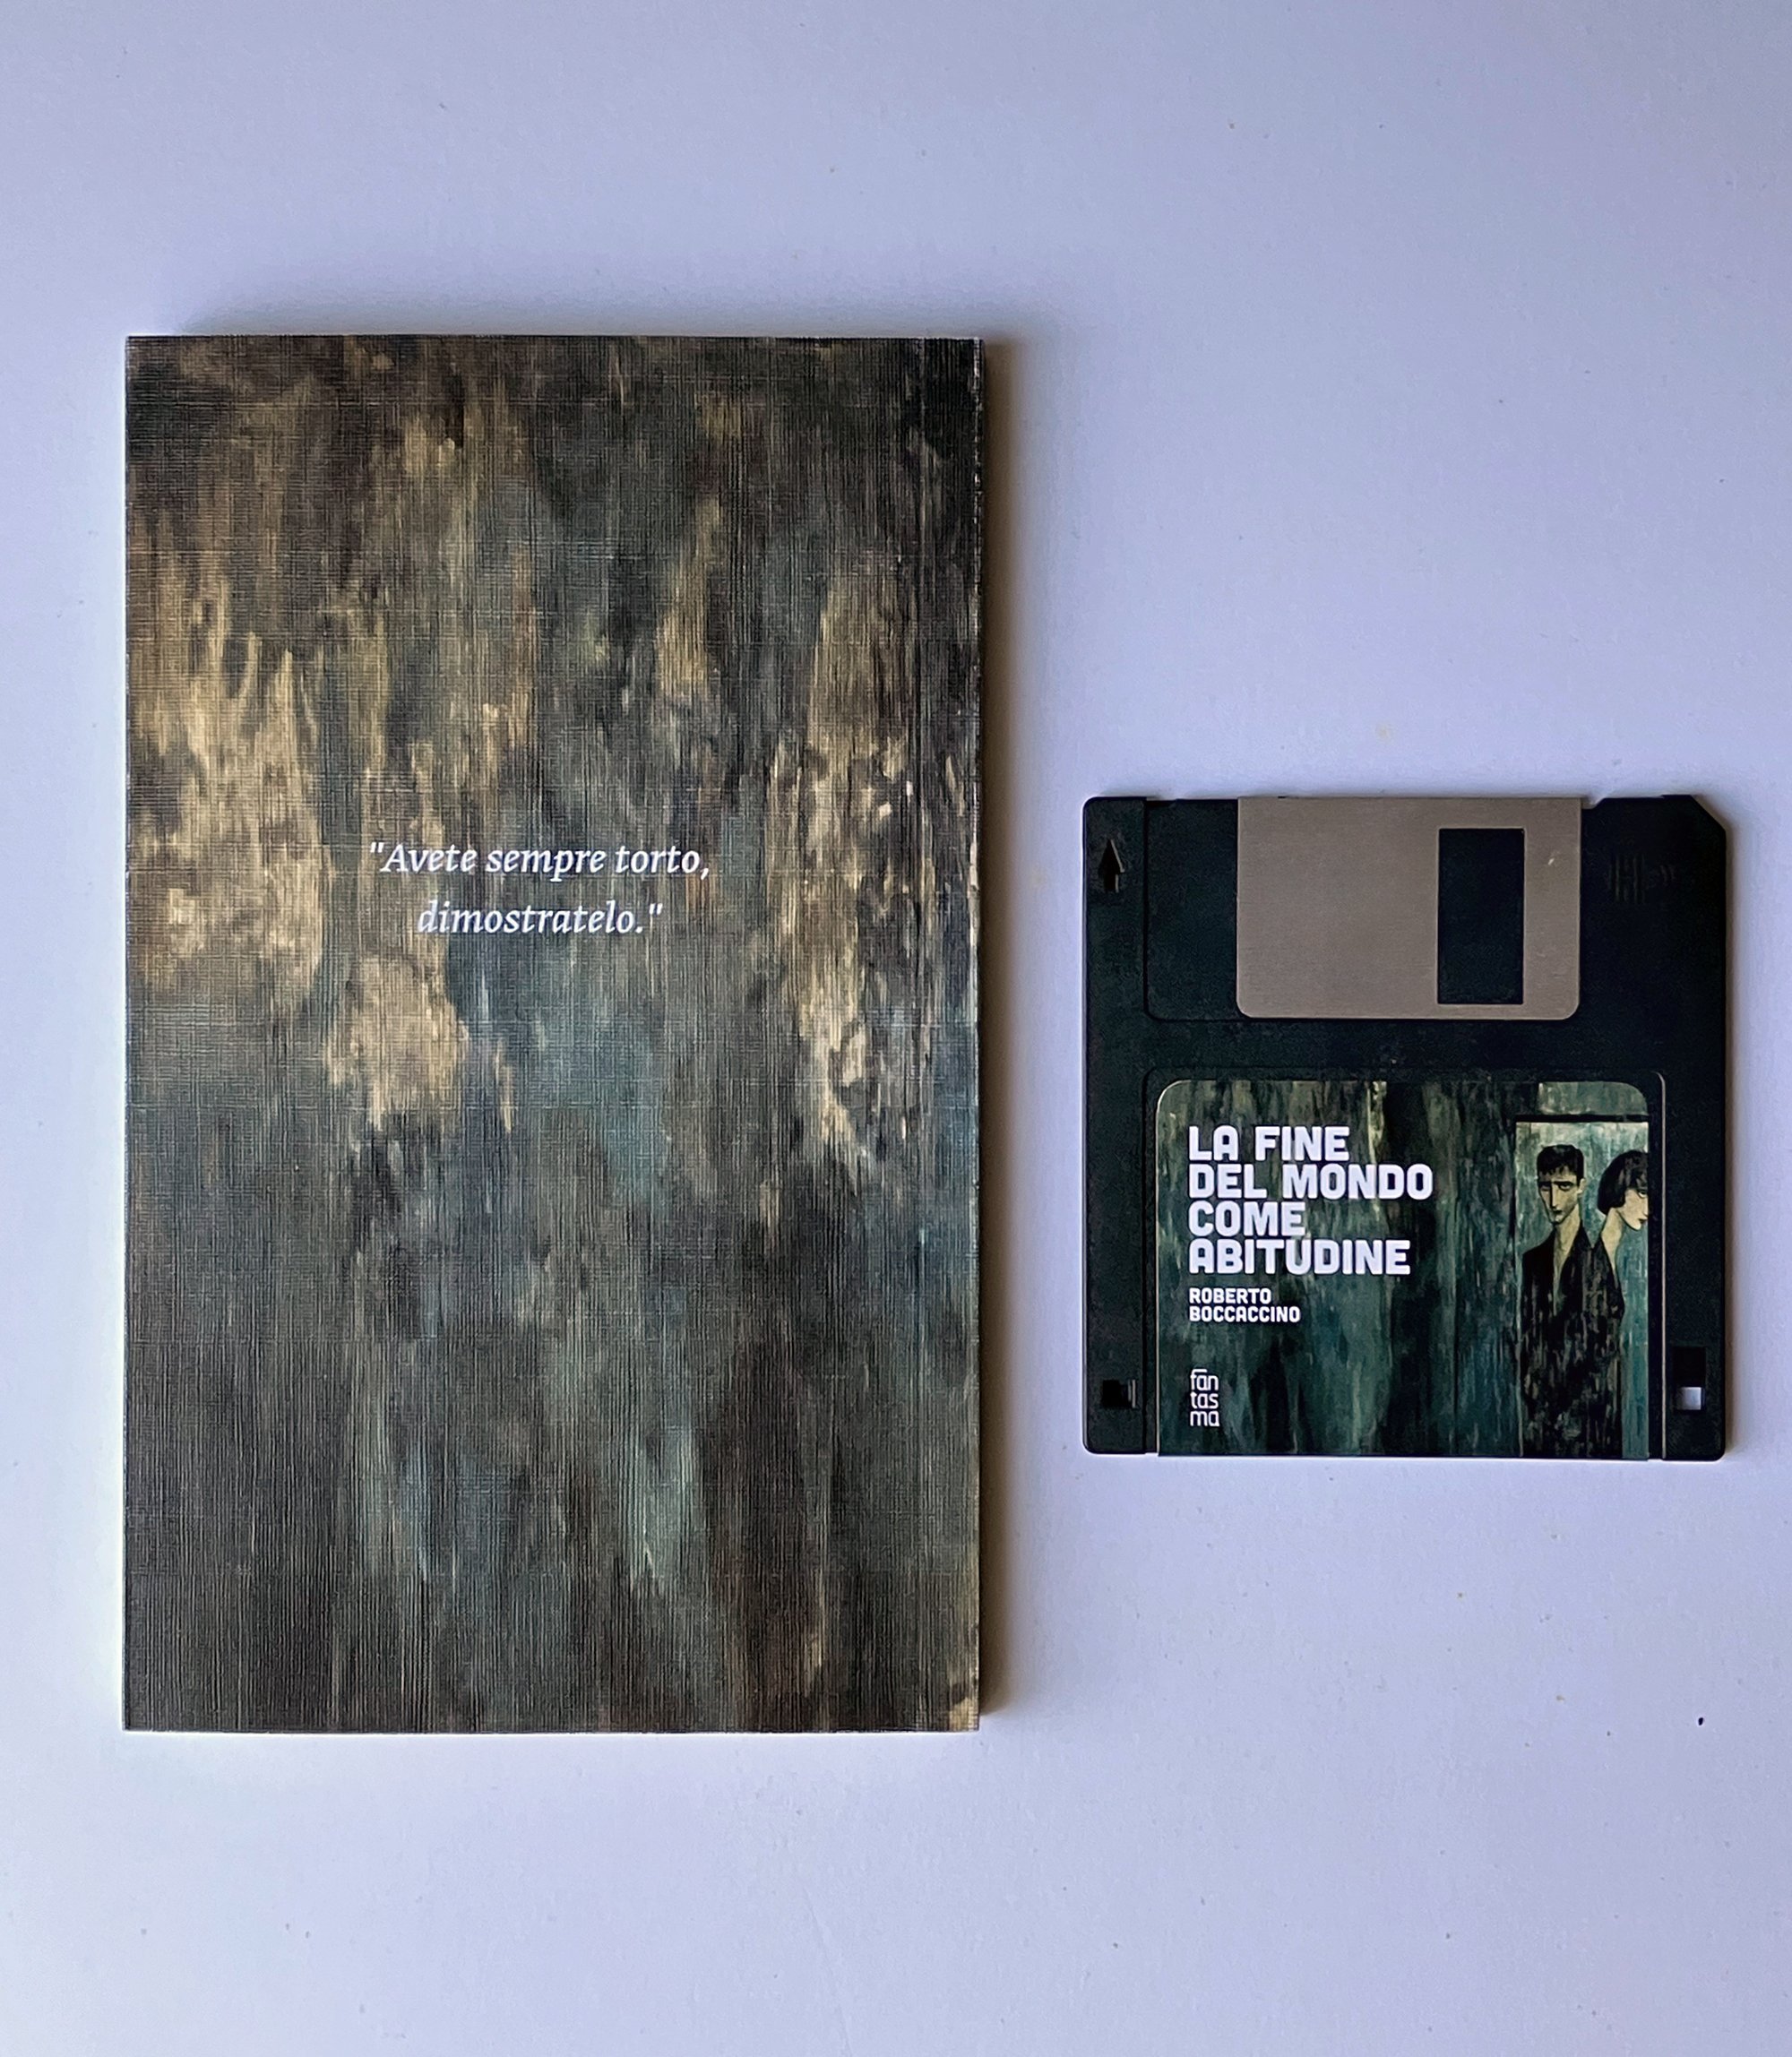 "Avete sempre torto,
dimostratelo."
LA FINE
DEL MONDO
COME
ABITUDINE
ROBERTO
BOCCACCINO
fan
tas
ma